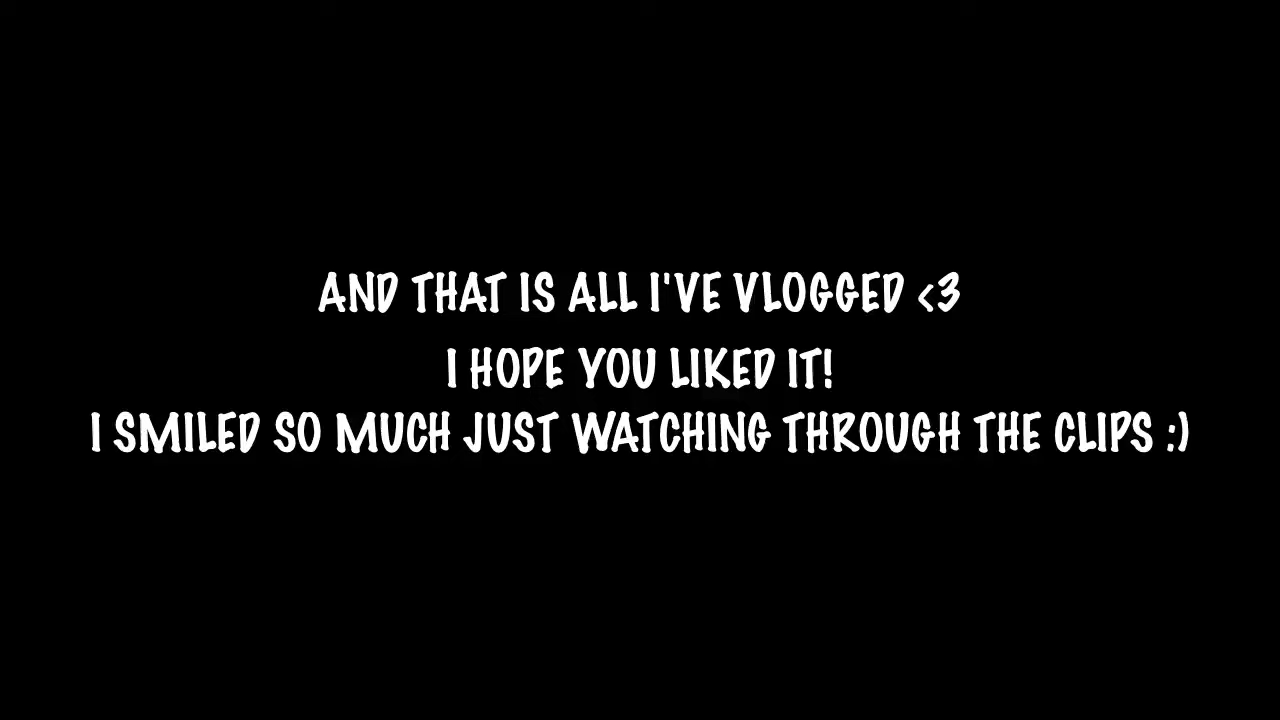 AND THAT IS ALL I'VE VLOGGED <3
I HOPE YOU LIKED IT!
I SMILED SO MUCH JUST WATCHING THROUGH THE CLIPS :)